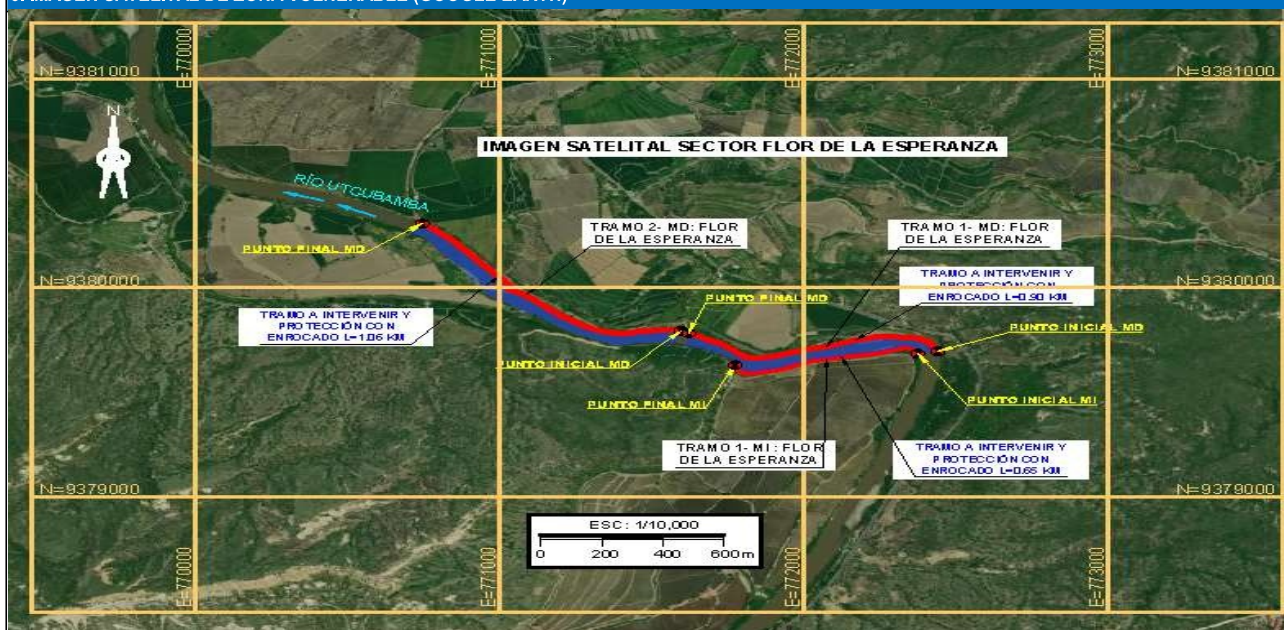 E=770000
E=771000
E=772000
E=773000
N=9381000
N=9381000
N
IMAGEN SATELITAL SECTOR FLOR DE LA ESPERANZA
RÍO UTCUBAMBA
PUNTO FINAL MD
TRAMO 2- MD: FLOR
DE LA ESPERANZA
TRAMO 1- MD: FLOR
DE LA ESPERANZA
N=9380000
N=9380000
TRAMO A INTERVENIR Y
PROTECCIÓN CON
ENROCADO L=0.90 KM
TRAMO A INTERVENIR Y
PROTECCIÓN CON
ENROCADO L=1.06 KM
PUNTO FINAL MD
PUNTO INICIAL MD
PUNTO INICIAL MD
PUNTO FINAL MI
PUNTO INICIAL MI
TRAMO 1- MI: FLOR
DE LA ESPERANZA
TRAMO A INTERVENIR Y
PROTECCIÓN CON
ENROCADO L=0.65 KM
N=9379000
N=9379000
ESC: 1/10,000
0 200 400 600m
E=770000
E=771000
E=772000
E=773000